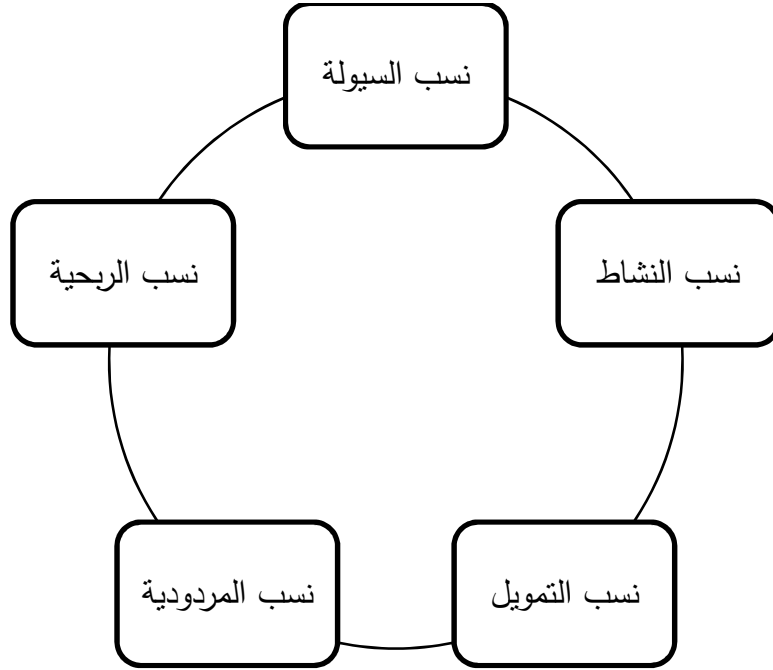 نسب السيولة
نسب النشاط
نسب التمويل
نسب المردودية
نسب الربحية